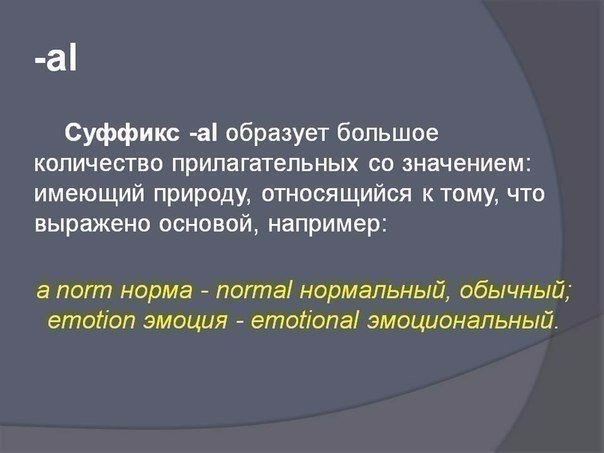 -al
Суффикс -al образует большое
количество прилагательных со значением:
имеющий природу, относящийся к тому, что
выражено основой, например:
a norm норма - normal нормальный, обычный;
emotion эмоция - emotional эмоциональный.